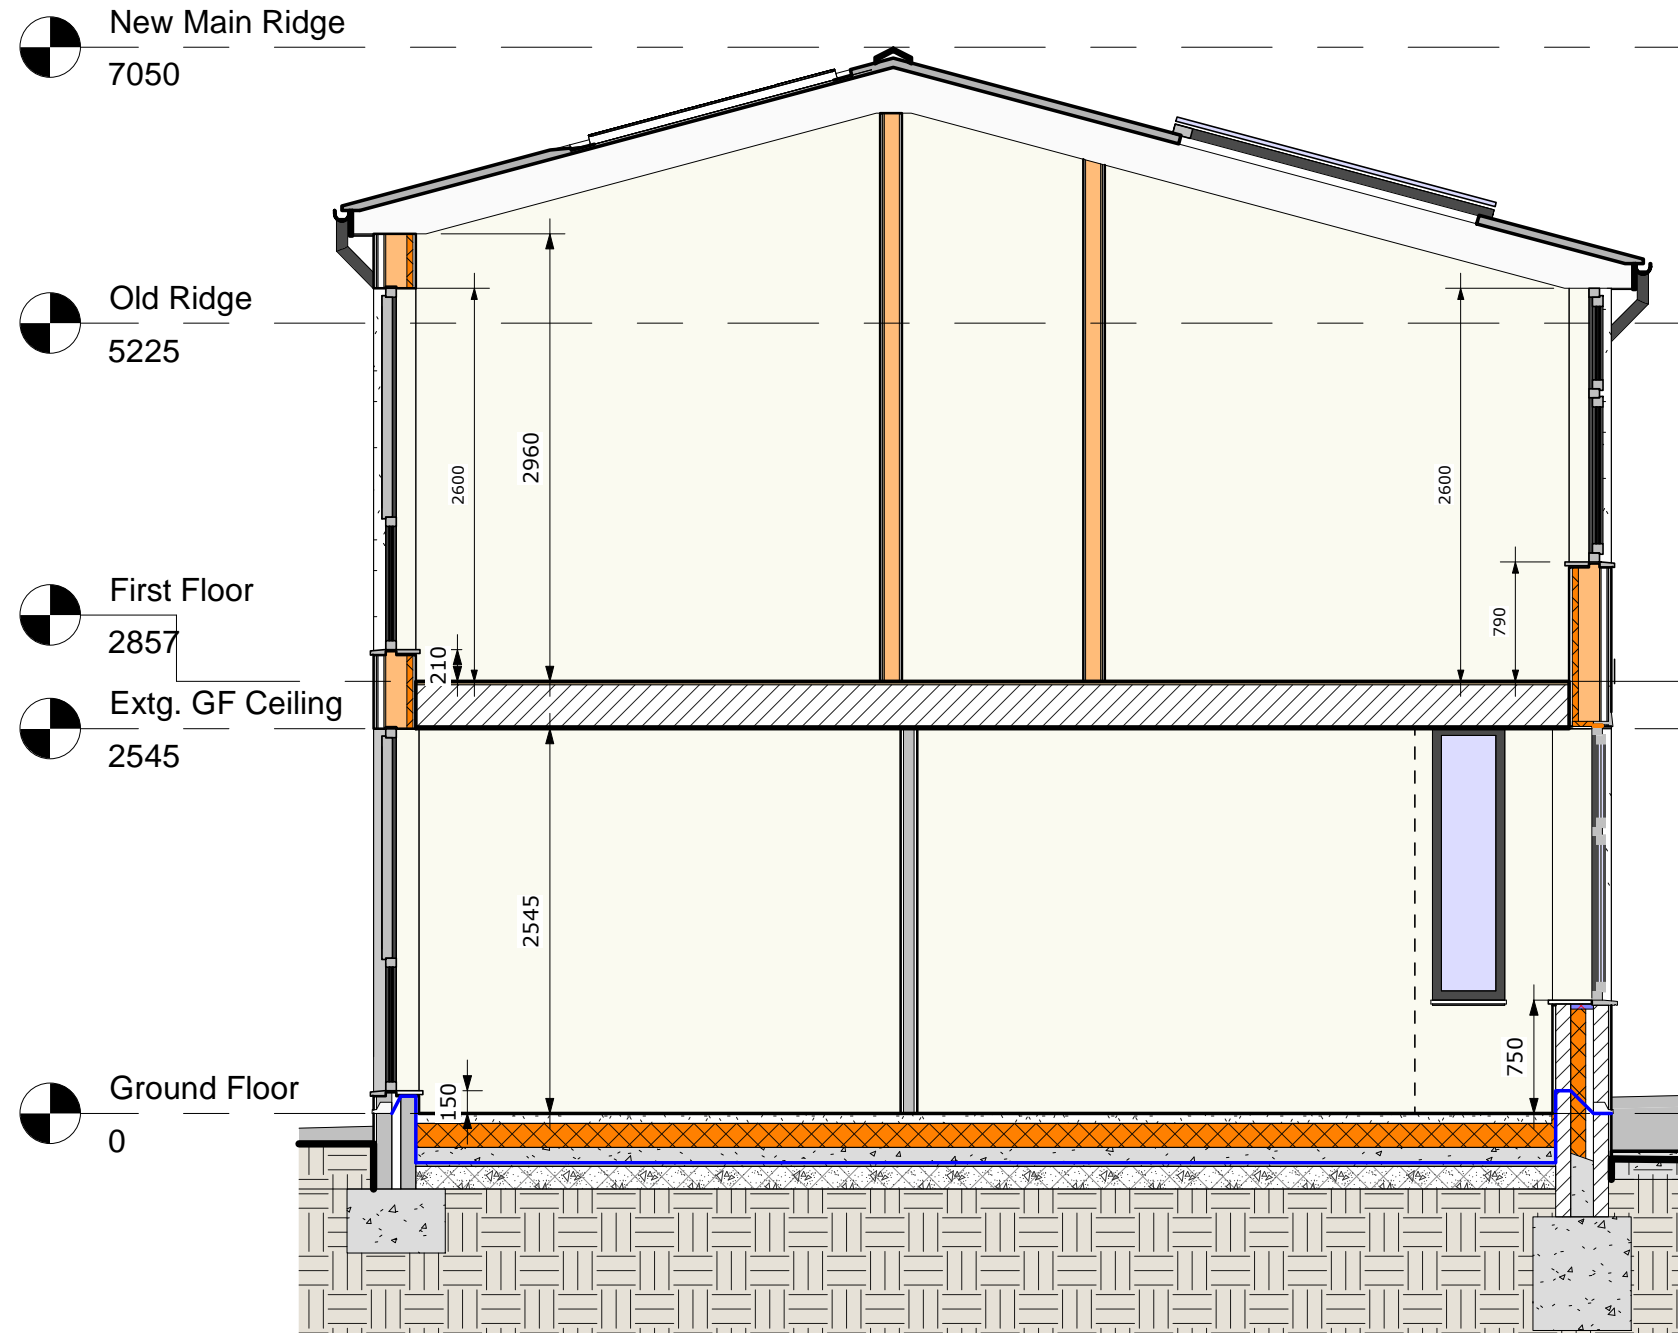 New Main Ridge
7050
Old Ridge
5225
2960
2600
2600
First Floor
2857
790
210
Extg. GF Ceiling
2545
2545
750
Ground Floor
150
0